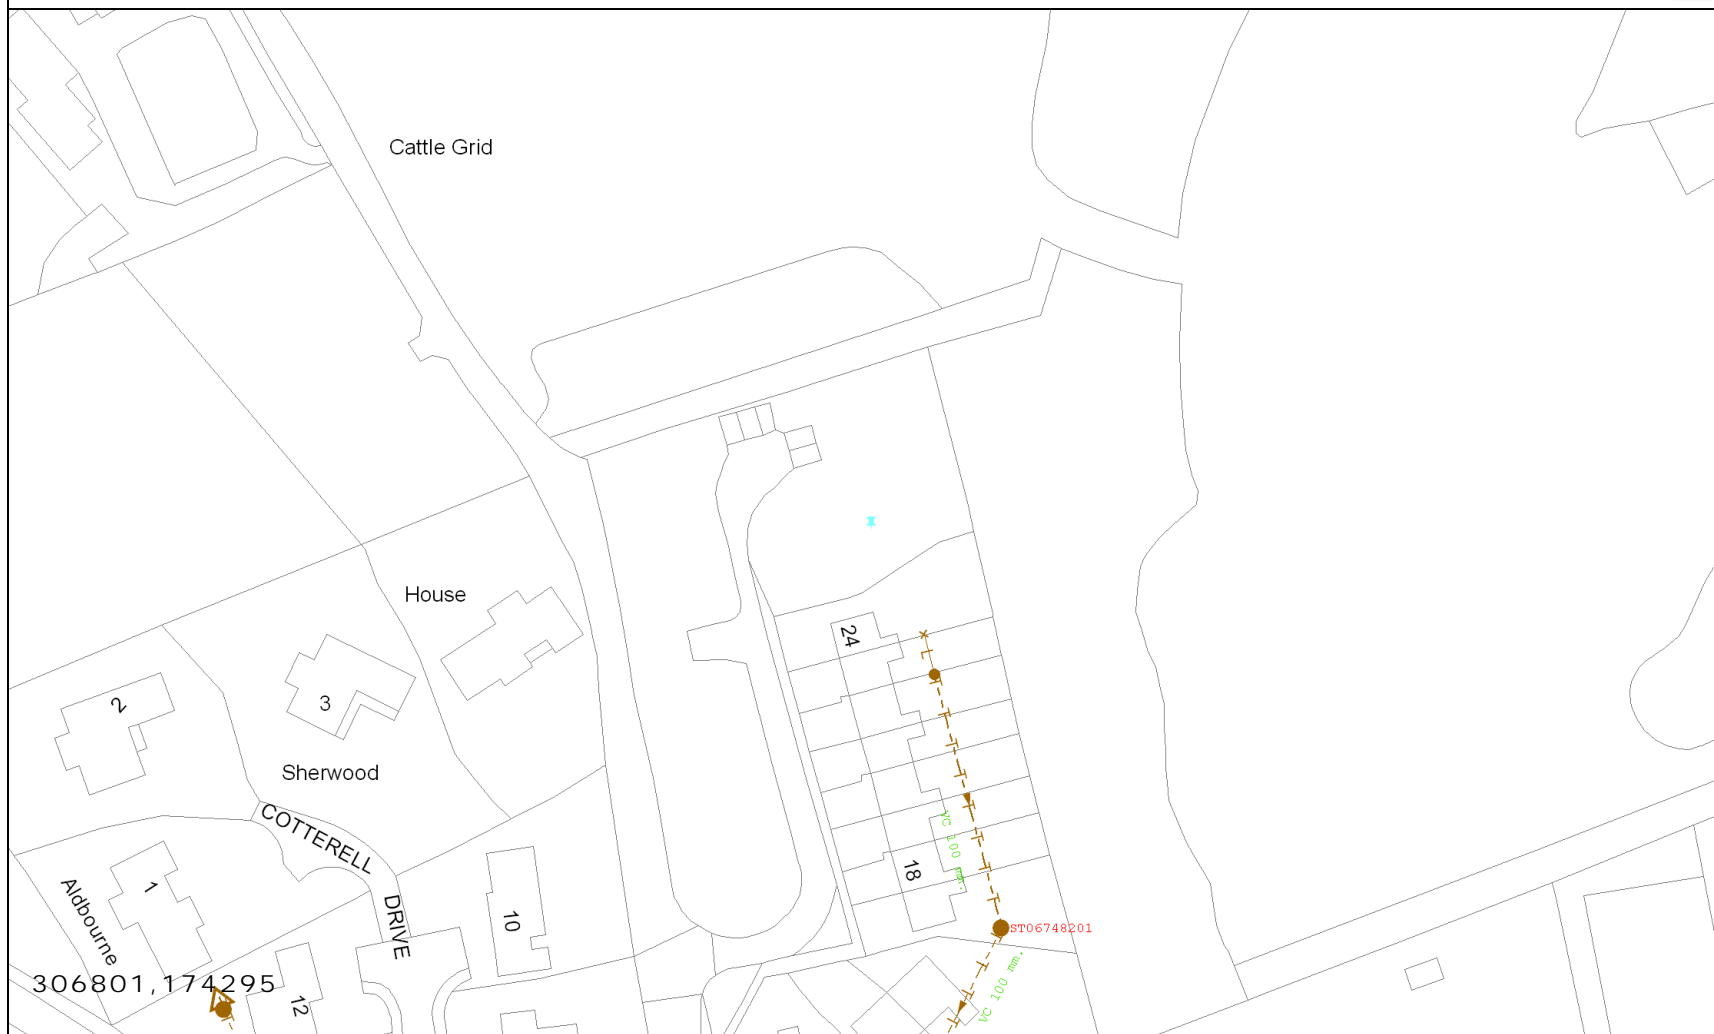 Cattle Grid
House
24
2
3
Sherwood
COTTERELL
DRIVE
VC 100 mm.
18
1
Aldbourne
10
ST06748201
306801,174295
12
VC 100 mm.